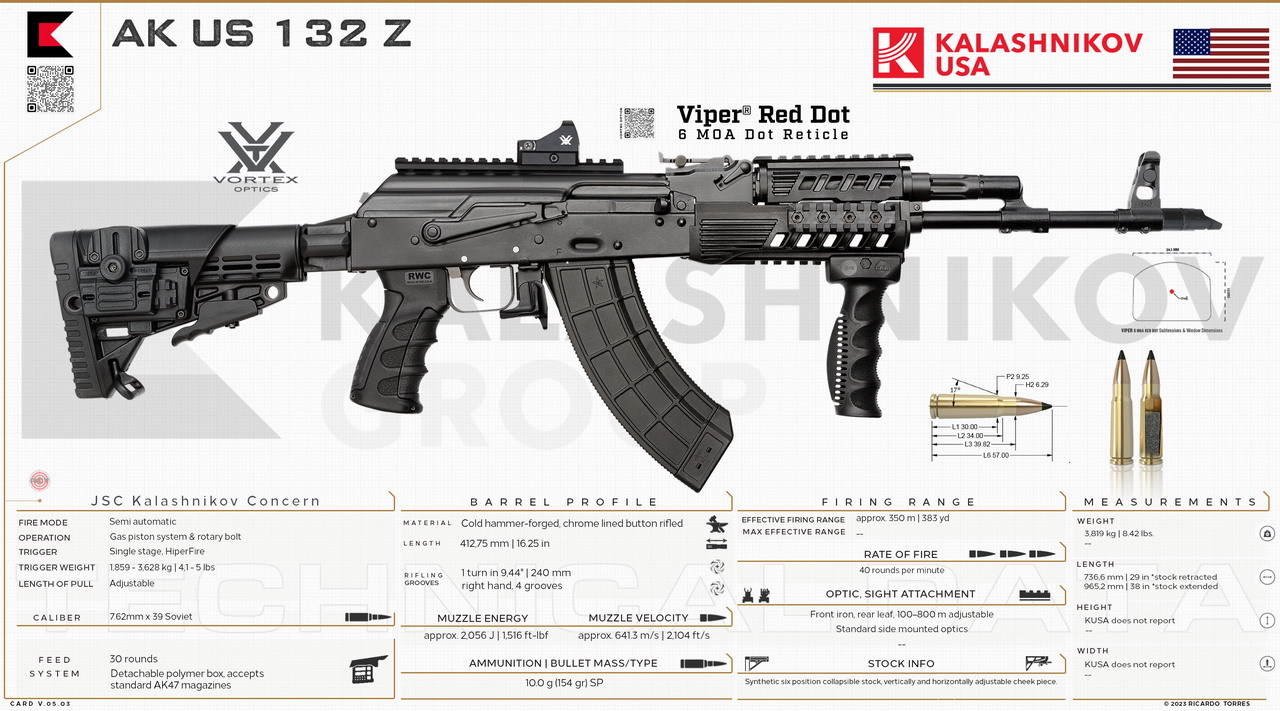 AK US 132 Z
KALASHNIKOV
USA
Viper® Red Dot
6 MOA Dot Reticle
VORTEX
OPTICS
RWC
KALASHNIKOV
GROUP
VIPER 6 MOA RED DOT Subtensions & Window Dimensions
P2 9.25
H2 6.29
17°
L1 30.00
L2 34.00
L3 39.82
L6 57.00
TECHNICAL DATA
JSC Kalashnikov Concern
FIRE MODE Semi automatic
OPERATION Gas piston system & rotary bolt
TRIGGER Single stage, HiperFire
TRIGGER WEIGHT 1.859 - 3,628 kg | 4,1 - 5 lbs
LENGTH OF PULL Adjustable
CALIBER 7.62mm x 39 Soviet
FEED
SYSTEM
30 rounds
Detachable polymer box, accepts
standard AK47 magazines
BARREL PROFILE
MATERIAL Cold hammer-forged, chrome lined button rifled
LENGTH 412,75 mm | 16.25 in
RIFLING
GROOVES
1 turn in 9,44" | 240 mm
right hand, 4 grooves
MUZZLE ENERGY MUZZLE VELOCITY
approx. 2,056 J | 1,516 ft-lbf approx. 641.3 m/s | 2,104 ft/s
AMMUNITION | BULLET MASS/TYPE
10.0 g (154 gr) SP
FIRING RANGE
EFFECTIVE FIRING RANGE approx. 350 m | 383 yd
MAX EFFECTIVE RANGE --
RATE OF FIRE
40 rounds per minute
OPTIC, SIGHT ATTACHMENT
Front iron, rear leaf, 100–800 m adjustable
Standard side mounted optics
--
STOCK INFO
Synthetic six position collapsible stock, vertically and horizontally adjustable cheek piece.
MEASUREMENTS
WEIGHT
3,819 kg | 8.42 lbs.
--
LENGTH
736,6 mm | 29 in *stock retracted
965,2 mm | 38 in *stock extended
HEIGHT
KUSA does not report
--
WIDTH
KUSA does not report
--
CARD V.05.03
© 2023 RICARDO TORRES